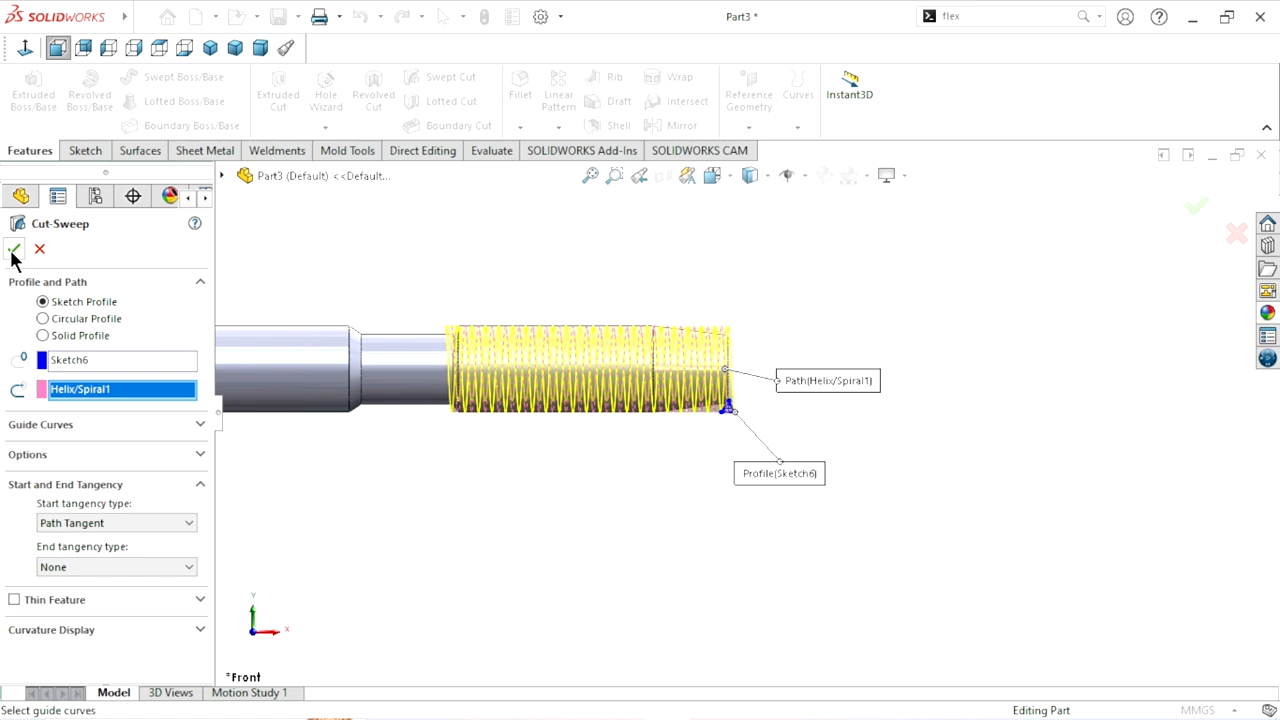 SOLIDWORKS
Part3 *
flex
Extruded Boss/Base
Revolved Boss/Base
Swept Boss/Base
Lofted Boss/Base
Boundary Boss/Base
Extruded Cut
Hole Wizard
Revolved Cut
Swept Cut
Lofted Cut
Boundary Cut
Fillet
Linear Pattern
Rib
Draft
Shell
Wrap
Intersect
Mirror
Reference Geometry
Curves
Instant3D
Features
Sketch
Surfaces
Sheet Metal
Weldments
Mold Tools
Direct Editing
Evaluate
SOLIDWORKS Add-Ins
SOLIDWORKS CAM
Part3 (Default) <<Default...
Cut-Sweep
Profile and Path
Sketch Profile
Circular Profile
Solid Profile
Sketch6
Helix/Spiral1
Guide Curves
Options
Start and End Tangency
Start tangency type:
Path Tangent
End tangency type:
None
Thin Feature
Curvature Display
Path(Helix/Spiral1)
Profile(Sketch6)
Y
X
*Front
Model
3D Views
Motion Study 1
Select guide curves
Editing Part
MMGS